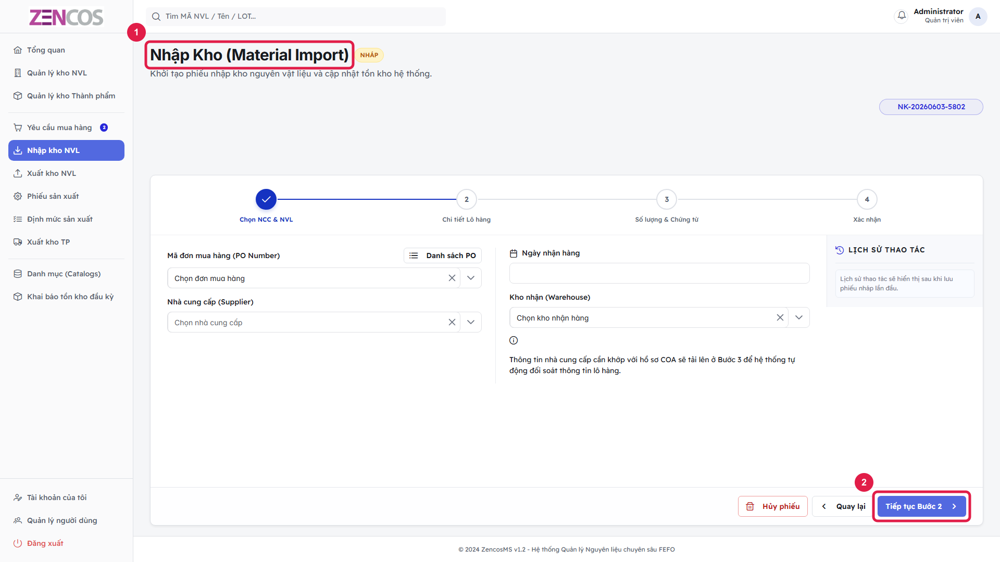 ZENCOS
Tổng quan
Quản lý kho NVL
Quản lý kho Thành phẩm
Yêu cầu mua hàng 2
Nhập kho NVL
Xuất kho NVL
Phiếu sản xuất
Định mức sản xuất
Xuất kho TP
Danh mục (Catalogs)
Khai báo tồn kho đầu kỳ
Tài khoản của tôi
Quản lý người dùng
Đăng xuất
Tìm MÃ NVL / Tên / LOT...
Administrator
Quản trị viên
A
1
Nhập Kho (Material Import) NHÁP
Khởi tạo phiếu nhập kho nguyên vật liệu và cập nhật tồn kho hệ thống.
NK-20260603-5802
2 3 4
Chọn NCC & NVL Chi tiết Lô hàng Số lượng & Chứng từ Xác nhận
Mã đơn mua hàng (PO Number) Danh sách PO
Chọn đơn mua hàng
Nhà cung cấp (Supplier)
Chọn nhà cung cấp
Ngày nhận hàng
Kho nhận (Warehouse)
Chọn kho nhận hàng
Thông tin nhà cung cấp cần khớp với hồ sơ COA sẽ tải lên ở Bước 3 để hệ thống tự
động đối soát thông tin lô hàng.
LỊCH SỬ THAO TÁC
Lịch sử thao tác sẽ hiển thị sau khi lưu
phiếu nháp lần đầu.
2
Hủy phiếu Quay lại Tiếp tục Bước 2
© 2024 ZencosMS v1.2 - Hệ thống Quản lý Nguyên liệu chuyên sâu FEFO